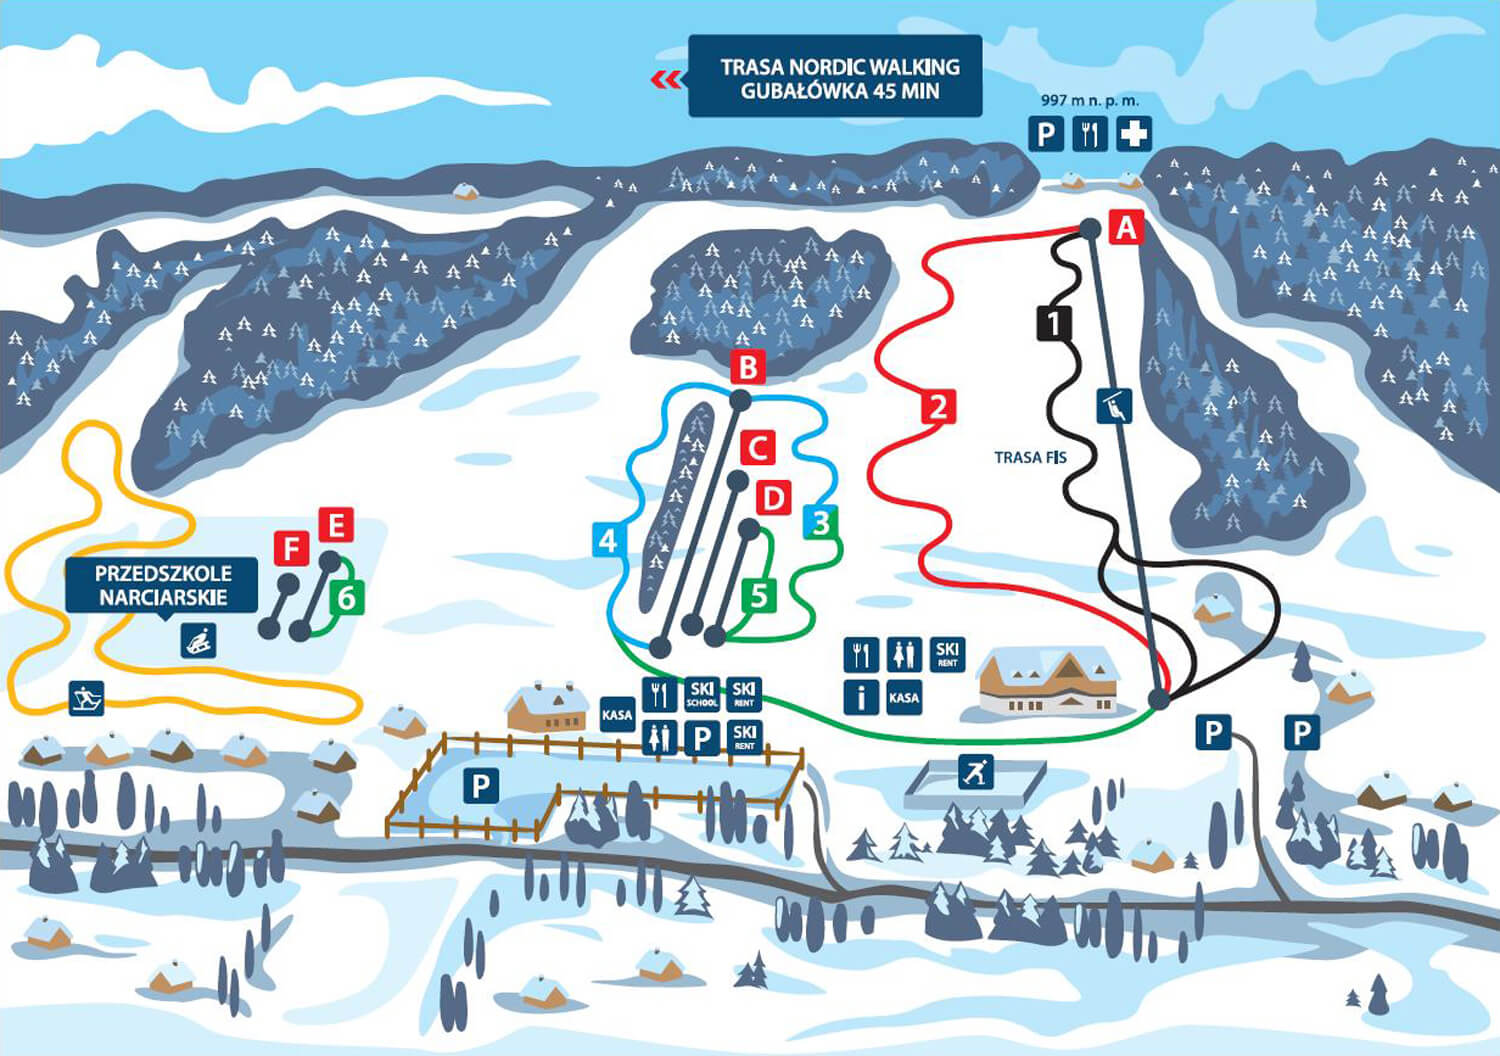 TRASA NORDIC WALKING
GUBAŁÓWKA 45 MIN
997 m n. p. m.
P
A
1
B
2
C
TRASA FIS
D
3
4
E
F
PRZEDSZKOLE
NARCIARSKIE
6
5
SKI
RENT
i
KASA
KASA
SKI
SCHOOL
SKI
RENT
P
SKI
RENT
P
P
P